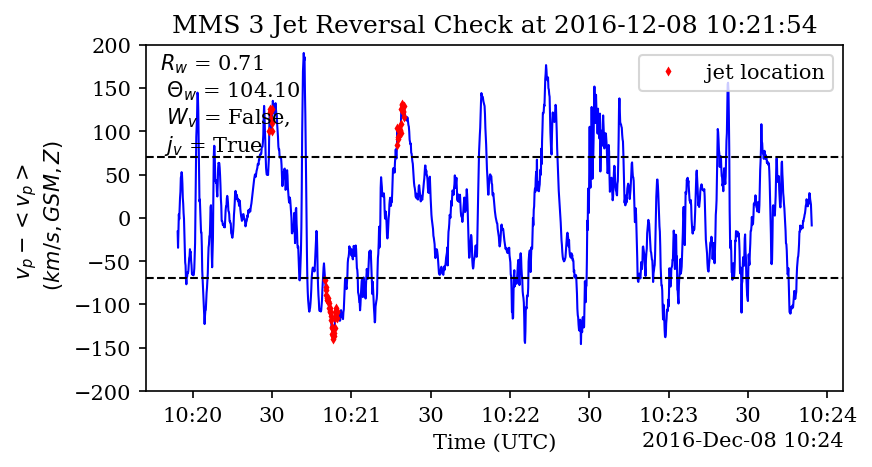 MMS 3 Jet Reversal Check at 2016-12-08 10:21:54
R_w = 0.71
Θ_w = 104.10
W_v = False,
j_v = True
jet location
v_p − < v_p >
(km/s, GSM, Z)
200
150
100
50
0
−50
−100
−150
−200
10:20 30 10:21 30 10:22 30 10:23 30 10:24
Time (UTC)
2016-Dec-08 10:24